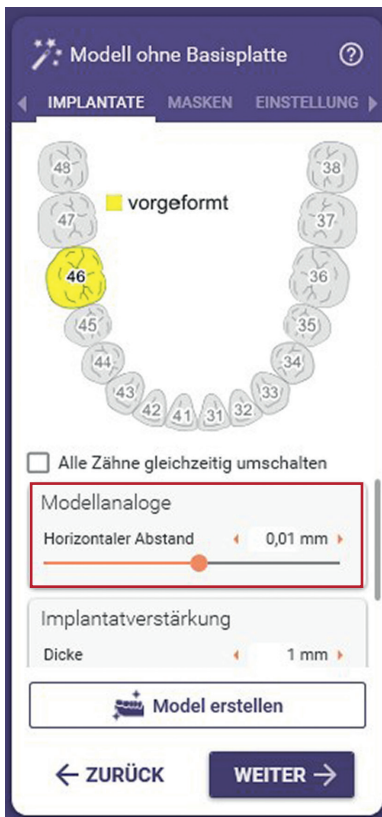 Modell ohne Basisplatte ?
IMPLANTATE MASKEN EINSTELLUNG
48 38
vorgeformt
47 37
46 36
45 35
44 34
43 33
42 41 31 32
Alle Zähne gleichzeitig umschalten
Modellanaloge
Horizontaler Abstand 0,01 mm
Implantatverstärkung
Dicke 1 mm
Model erstellen
← ZURÜCK WEITER →